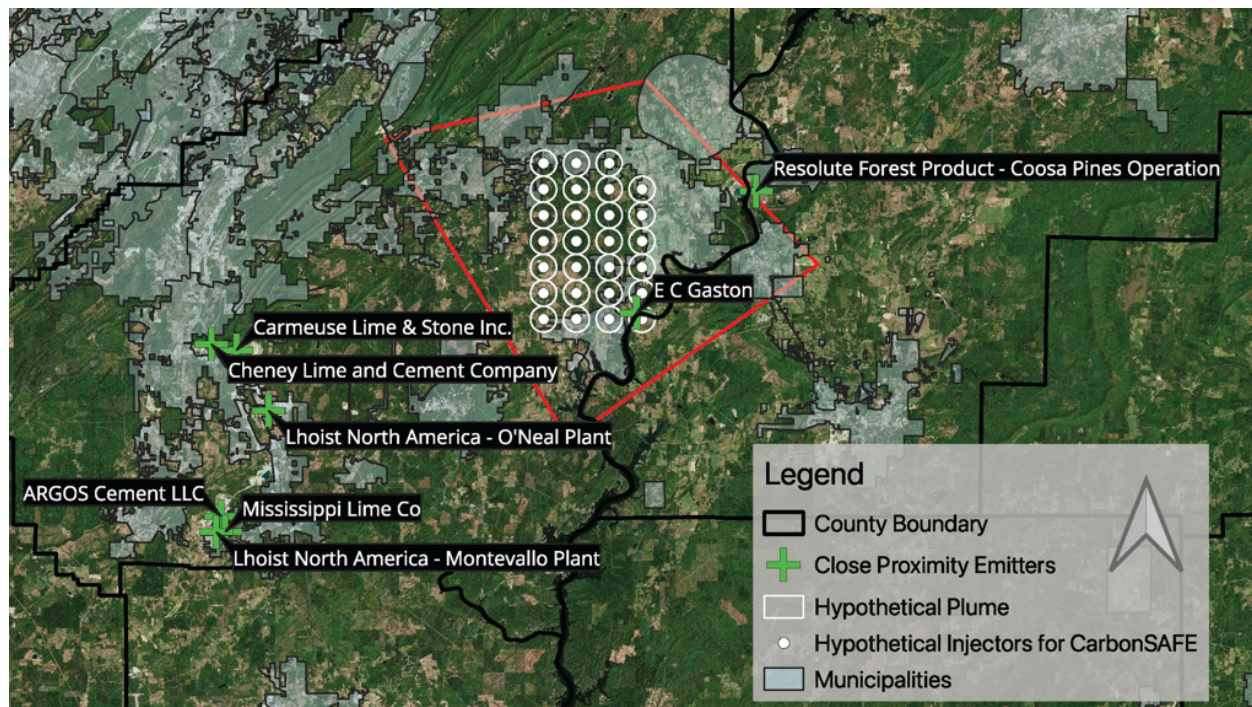 Resolute Forest Product - Coosa Pines Operation
E C Gaston
Carmeuse Lime & Stone Inc.
Cheney Lime and Cement Company
Lhoist North America - O'Neal Plant
ARGOS Cement LLC
Mississippi Lime Co
Lhoist North America - Montevallo Plant
Legend
County Boundary
Close Proximity Emitters
Hypothetical Plume
Hypothetical Injectors for CarbonSAFE
Municipalities